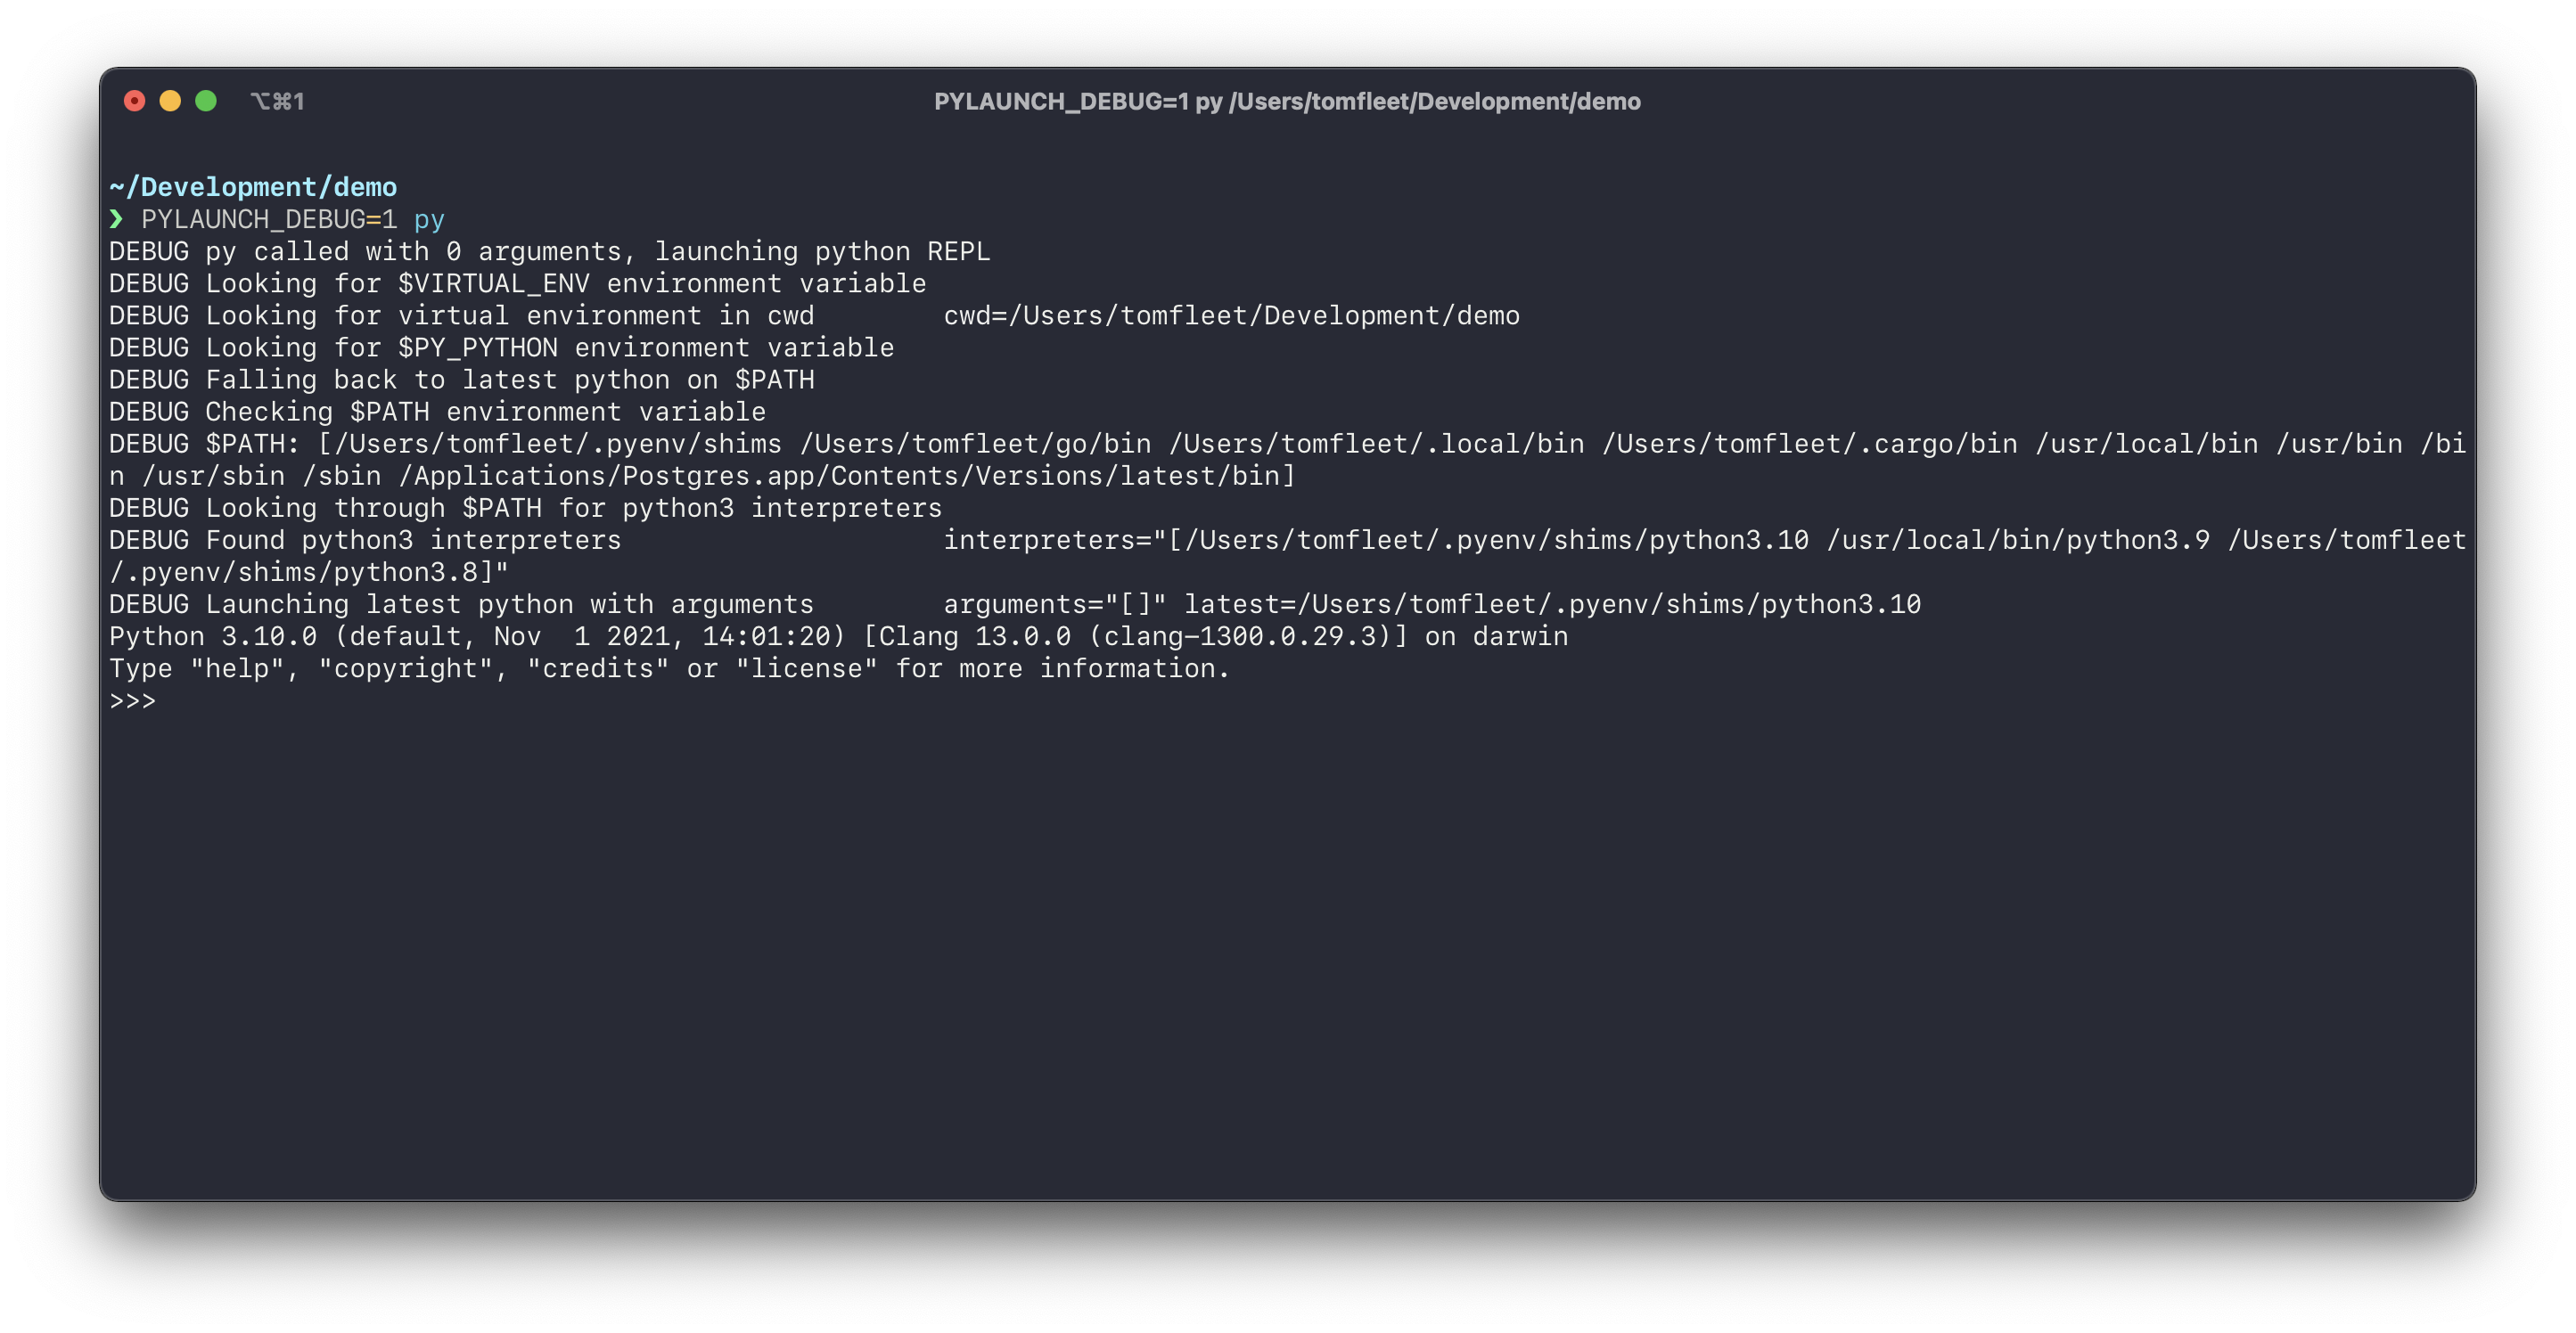 ⌥⌘1
PYLAUNCH_DEBUG=1 py /Users/tomfleet/Development/demo
~/Development/demo
❯ PYLAUNCH_DEBUG=1 py
DEBUG py called with 0 arguments, launching python REPL
DEBUG Looking for $VIRTUAL_ENV environment variable
DEBUG Looking for virtual environment in cwd        cwd=/Users/tomfleet/Development/demo
DEBUG Looking for $PY_PYTHON environment variable
DEBUG Falling back to latest python on $PATH
DEBUG Checking $PATH environment variable
DEBUG $PATH: [/Users/tomfleet/.pyenv/shims /Users/tomfleet/go/bin /Users/tomfleet/.local/bin /Users/tomfleet/.cargo/bin /usr/local/bin /usr/bin /bi
n /usr/sbin /sbin /Applications/Postgres.app/Contents/Versions/latest/bin]
DEBUG Looking through $PATH for python3 interpreters
DEBUG Found python3 interpreters                    interpreters="[/Users/tomfleet/.pyenv/shims/python3.10 /usr/local/bin/python3.9 /Users/tomfleet
/.pyenv/shims/python3.8]"
DEBUG Launching latest python with arguments        arguments="[]" latest=/Users/tomfleet/.pyenv/shims/python3.10
Python 3.10.0 (default, Nov  1 2021, 14:01:20) [Clang 13.0.0 (clang-1300.0.29.3)] on darwin
Type "help", "copyright", "credits" or "license" for more information.
>>>